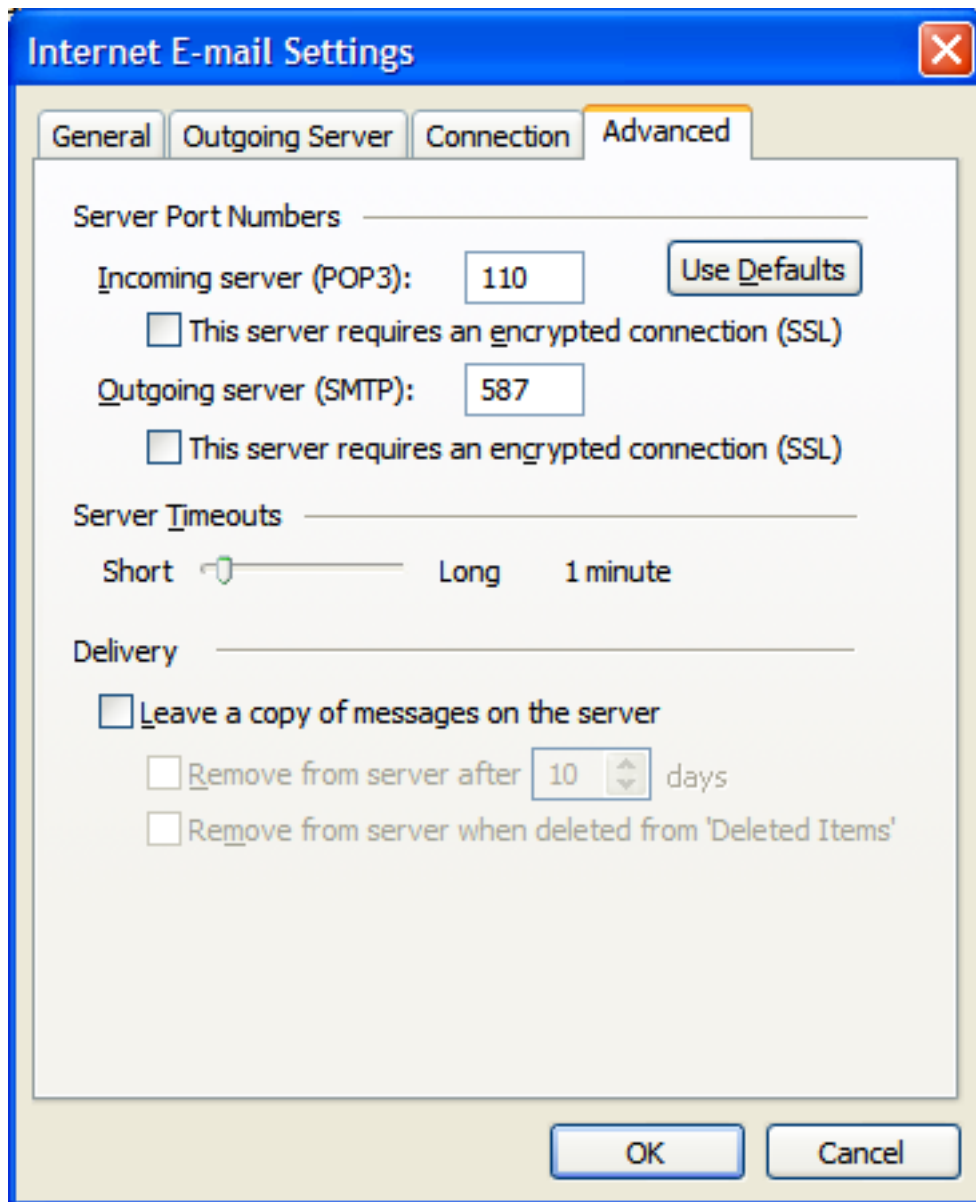 Internet E-mail Settings
General Outgoing Server Connection Advanced
Server Port Numbers
Incoming server (POP3): 110 Use Defaults
This server requires an encrypted connection (SSL)
Outgoing server (SMTP): 587
This server requires an encrypted connection (SSL)
Server Timeouts
Short Long 1 minute
Delivery
Leave a copy of messages on the server
Remove from server after 10 days
Remove from server when deleted from 'Deleted Items'
OK Cancel